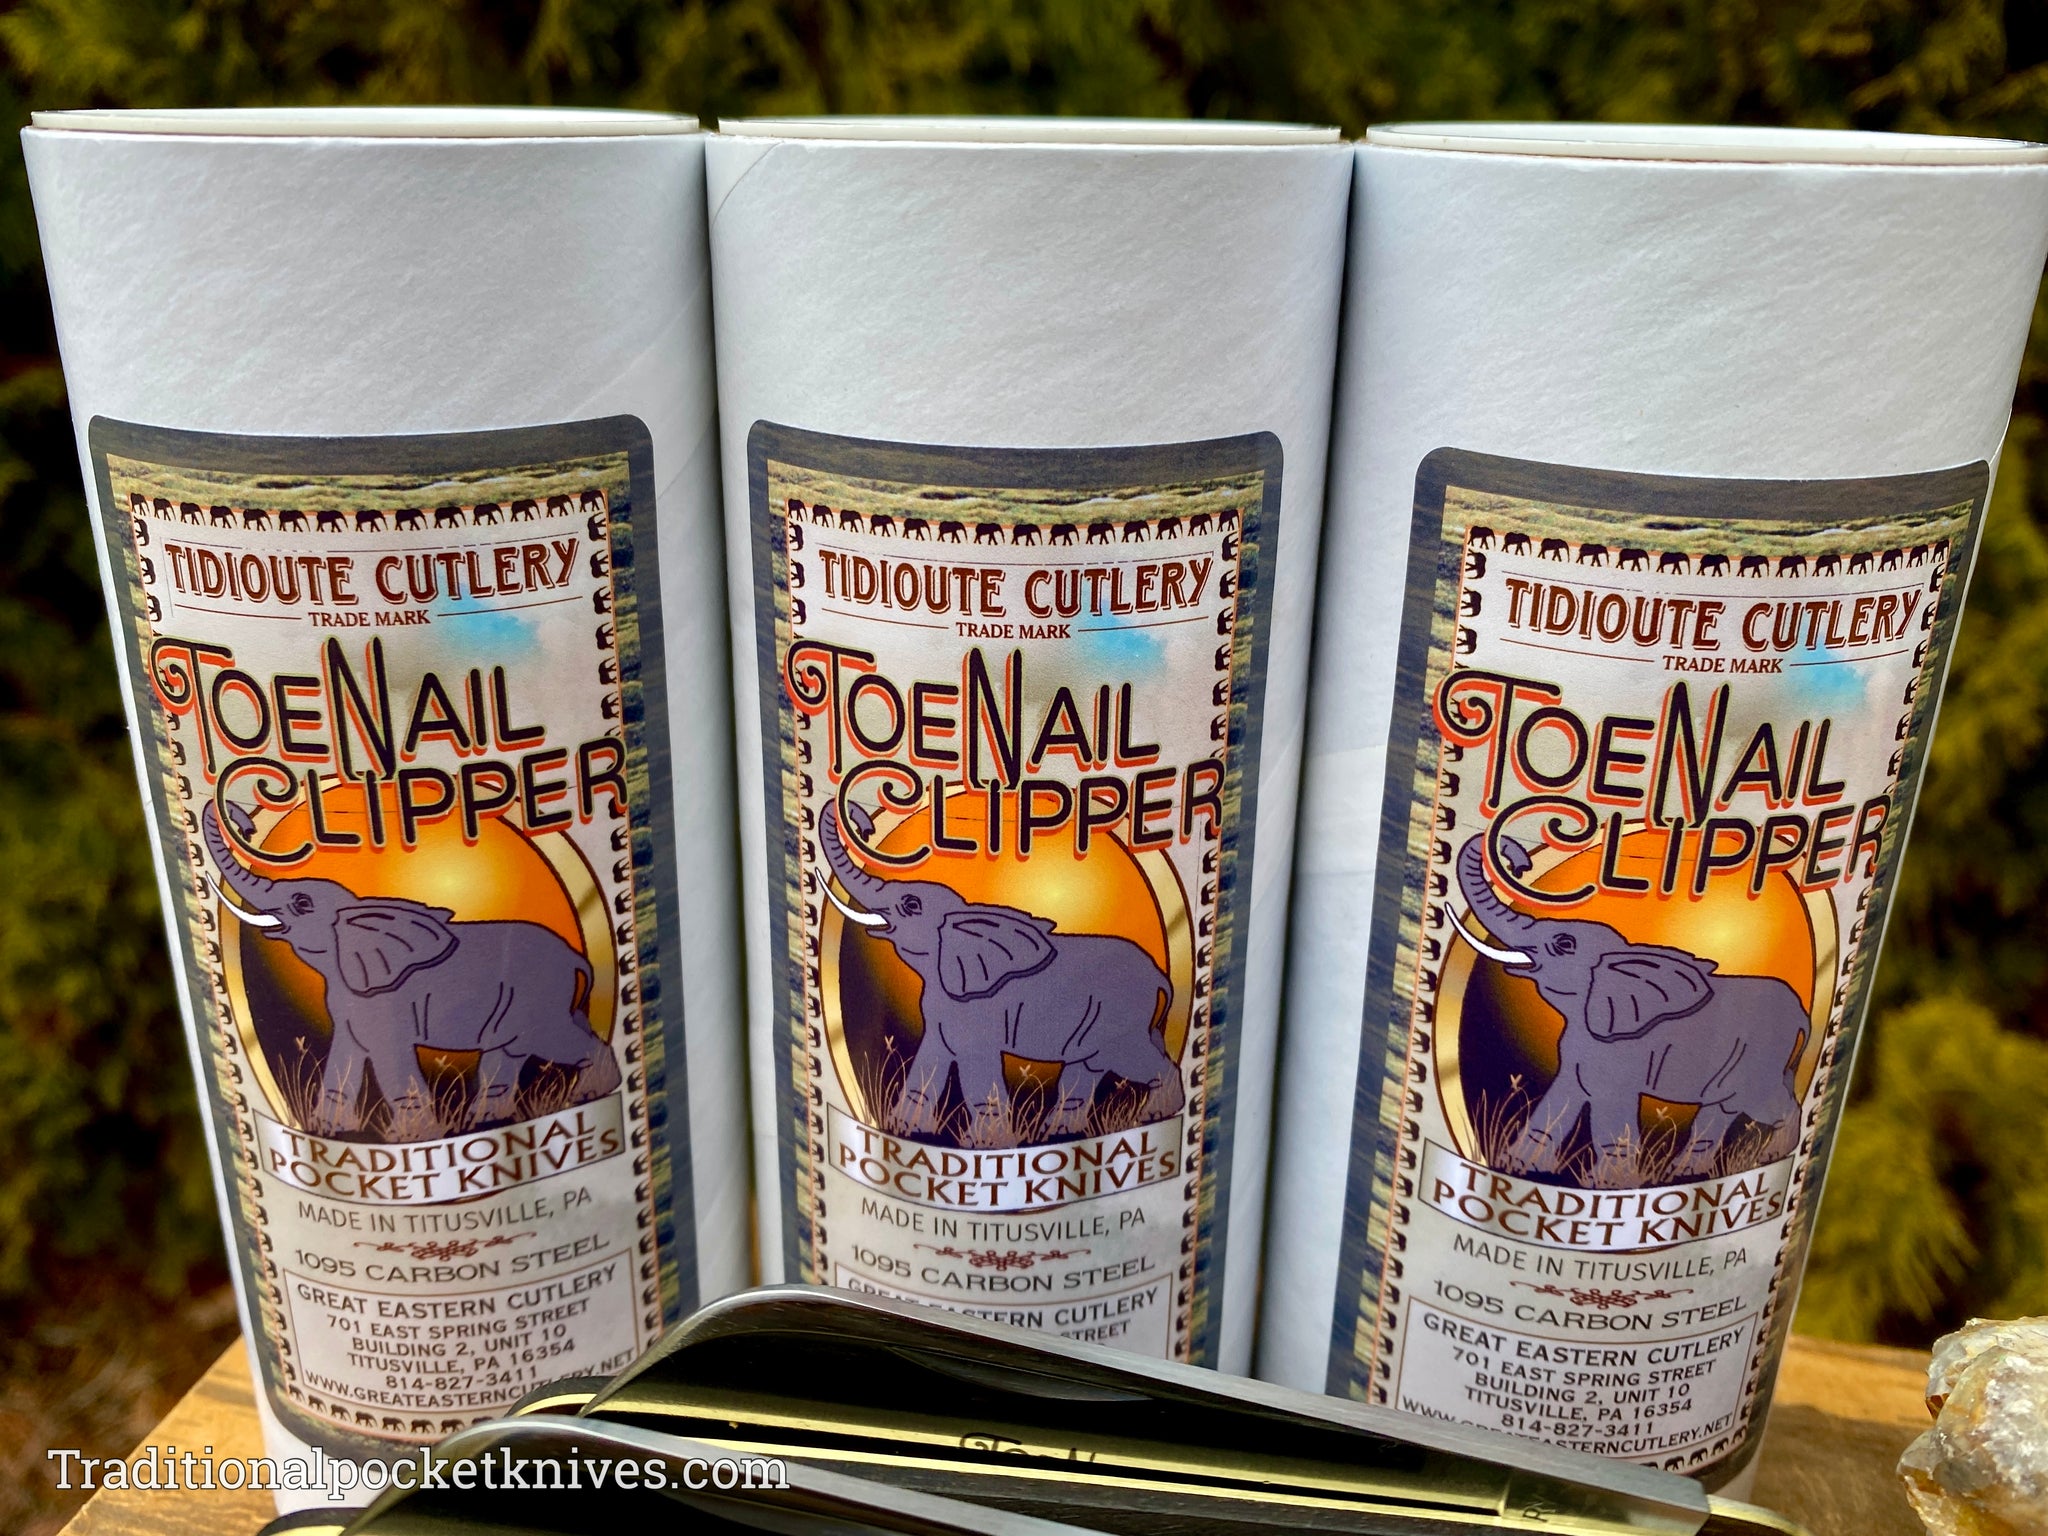 TIDIOUTE CUTLERY
TRADE MARK
TOENAIL
CLIPPER
TRADITIONAL
POCKET KNIVES
MADE IN TITUSVILLE, PA
1095 CARBON STEEL
GREAT EASTERN CUTLERY
701 EAST SPRING STREET
BUILDING 2, UNIT 10
TITUSVILLE, PA 16354
814-827-3411
WWW.GREATEASTERNCUTLERY.NET
TIDIOUTE CUTLERY
TRADE MARK
TOENAIL
CLIPPER
TRADITIONAL
POCKET KNIVES
MADE IN TITUSVILLE, PA
1095 CARBON STEEL
GREAT EASTERN CUTLERY
STREET
TIDIOUTE CUTLERY
TRADE MARK
TOENAIL
CLIPPER
TRADITIONAL
POCKET KNIVES
MADE IN TITUSVILLE, PA
1095 CARBON STEEL
GREAT EASTERN CUTLERY
701 EAST SPRING STREET
BUILDING 2, UNIT 10
TITUSVILLE, PA 16354
814-827-3411
WWW.GREATEASTERNCUTLERY.NET
Traditionalpocketknives.com